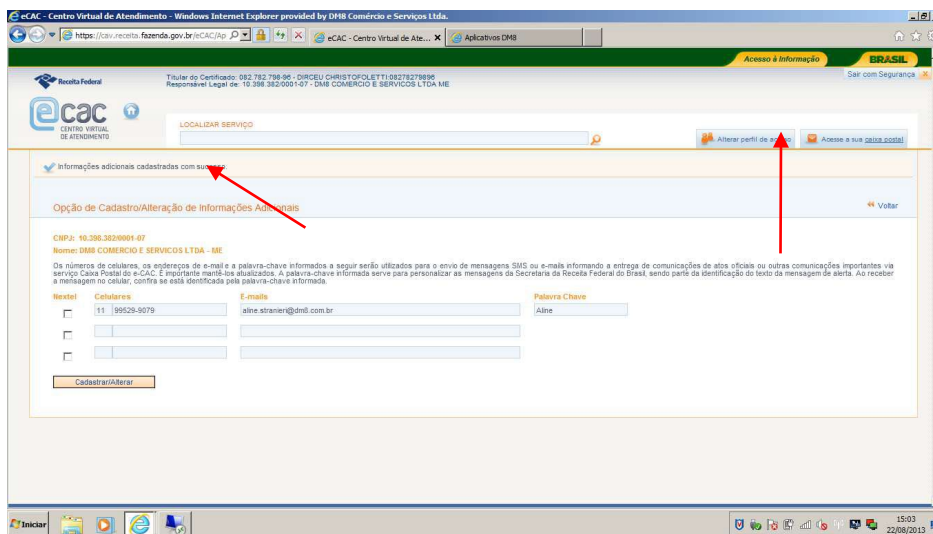 eCAC - Centro Virtual de Atendimento - Windows Internet Explorer provided by DM8 Comércio e Serviços Ltda.
https://cav.receita.fazenda.gov.br/eCAC/Ap
eCAC - Centro Virtual de Ate...
Aplicativos DM8
Acesso à Informação
BRASIL
Receita Federal
Titular do Certificado: 082.782.798-96 - DIRCEU CHRISTOFOLETTI:08278279896
Responsável Legal de: 10.398.382/0001-07 - DM8 COMERCIO E SERVICOS LTDA ME
Sair com Segurança
ecac
CENTRO VIRTUAL
DE ATENDIMENTO
LOCALIZAR SERVIÇO
Alterar perfil de acesso
Acesse a sua caixa postal
Informações adicionais cadastradas com sucesso.
Opção de Cadastro/Alteração de Informações Adicionais
Voltar
CNPJ: 10.398.382/0001-07
Nome: DM8 COMERCIO E SERVICOS LTDA - ME
Os números de celulares, os endereços de e-mail e a palavra-chave informados a seguir serão utilizados para o envio de mensagens SMS ou e-mails informando a entrega de comunicações de atos oficiais ou outras comunicações importantes via
serviço Caixa Postal do e-CAC. É importante mantê-los atualizados. A palavra-chave informada serve para personalizar as mensagens da Secretaria da Receita Federal do Brasil, sendo parte da identificação do texto da mensagem de alerta. Ao receber
a mensagem no celular, confira se está identificada pela palavra-chave informada.
Nextel Celulares E-mails Palavra Chave
11 99529-9079 aline.stranieri@dm8.com.br Aline
Cadastrar/Alterar
Iniciar
15:03
22/08/2013